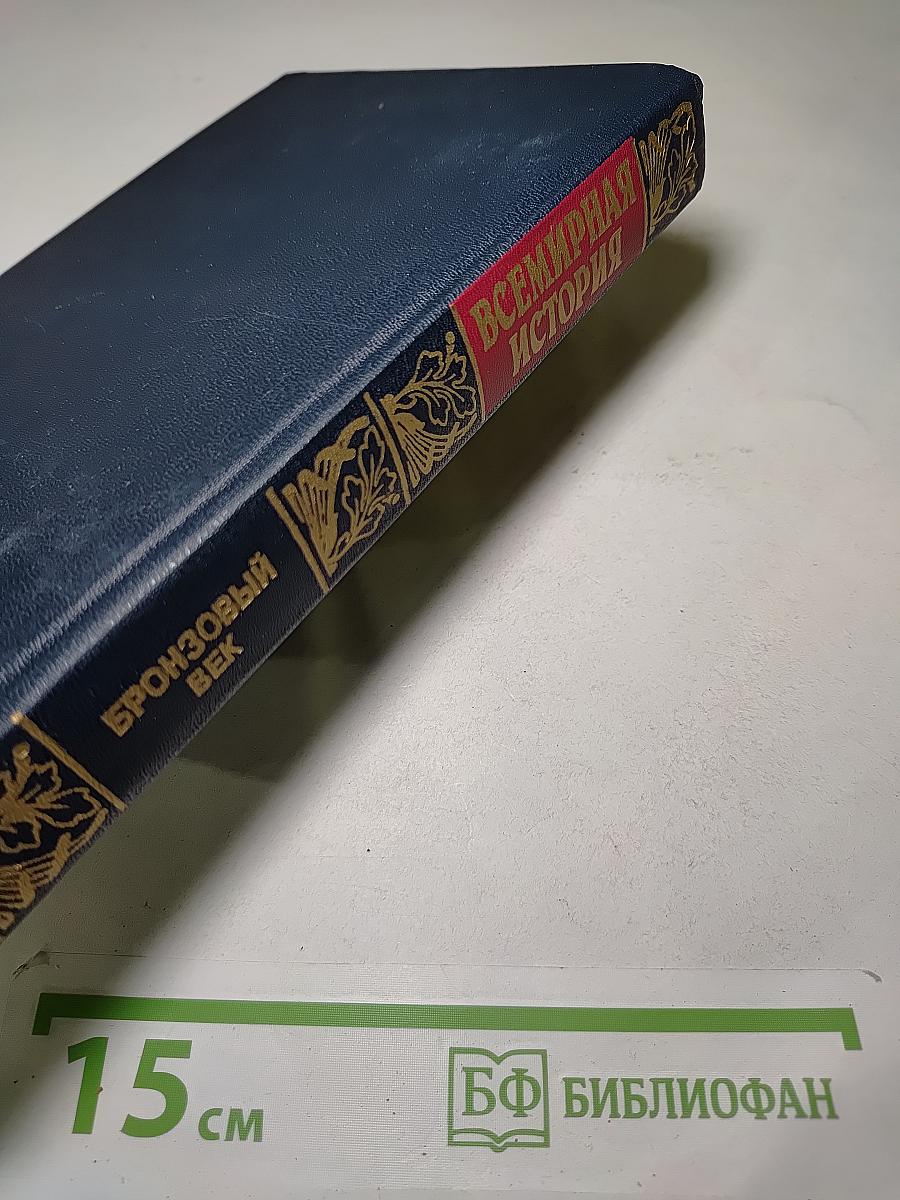 ВСЕМИРНАЯ
ИСТОРИЯ
БРОНЗОВЫЙ
ВЕК
15 см
БФ БИБЛИОФАН